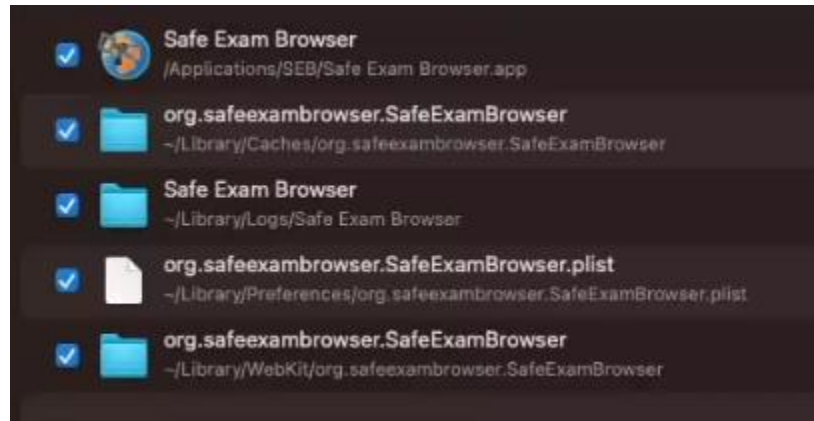 Safe Exam Browser
/Applications/SEB/Safe Exam Browser.app
org.safeexambrowser.SafeExamBrowser
~/Library/Caches/org.safeexambrowser.SafeExamBrowser
Safe Exam Browser
~/Library/Logs/Safe Exam Browser
org.safeexambrowser.SafeExamBrowser.plist
~/Library/Preferences/org.safeexambrowser.SafeExamBrowser.plist
org.safeexambrowser.SafeExamBrowser
~/Library/WebKit/org.safeexambrowser.SafeExamBrowser